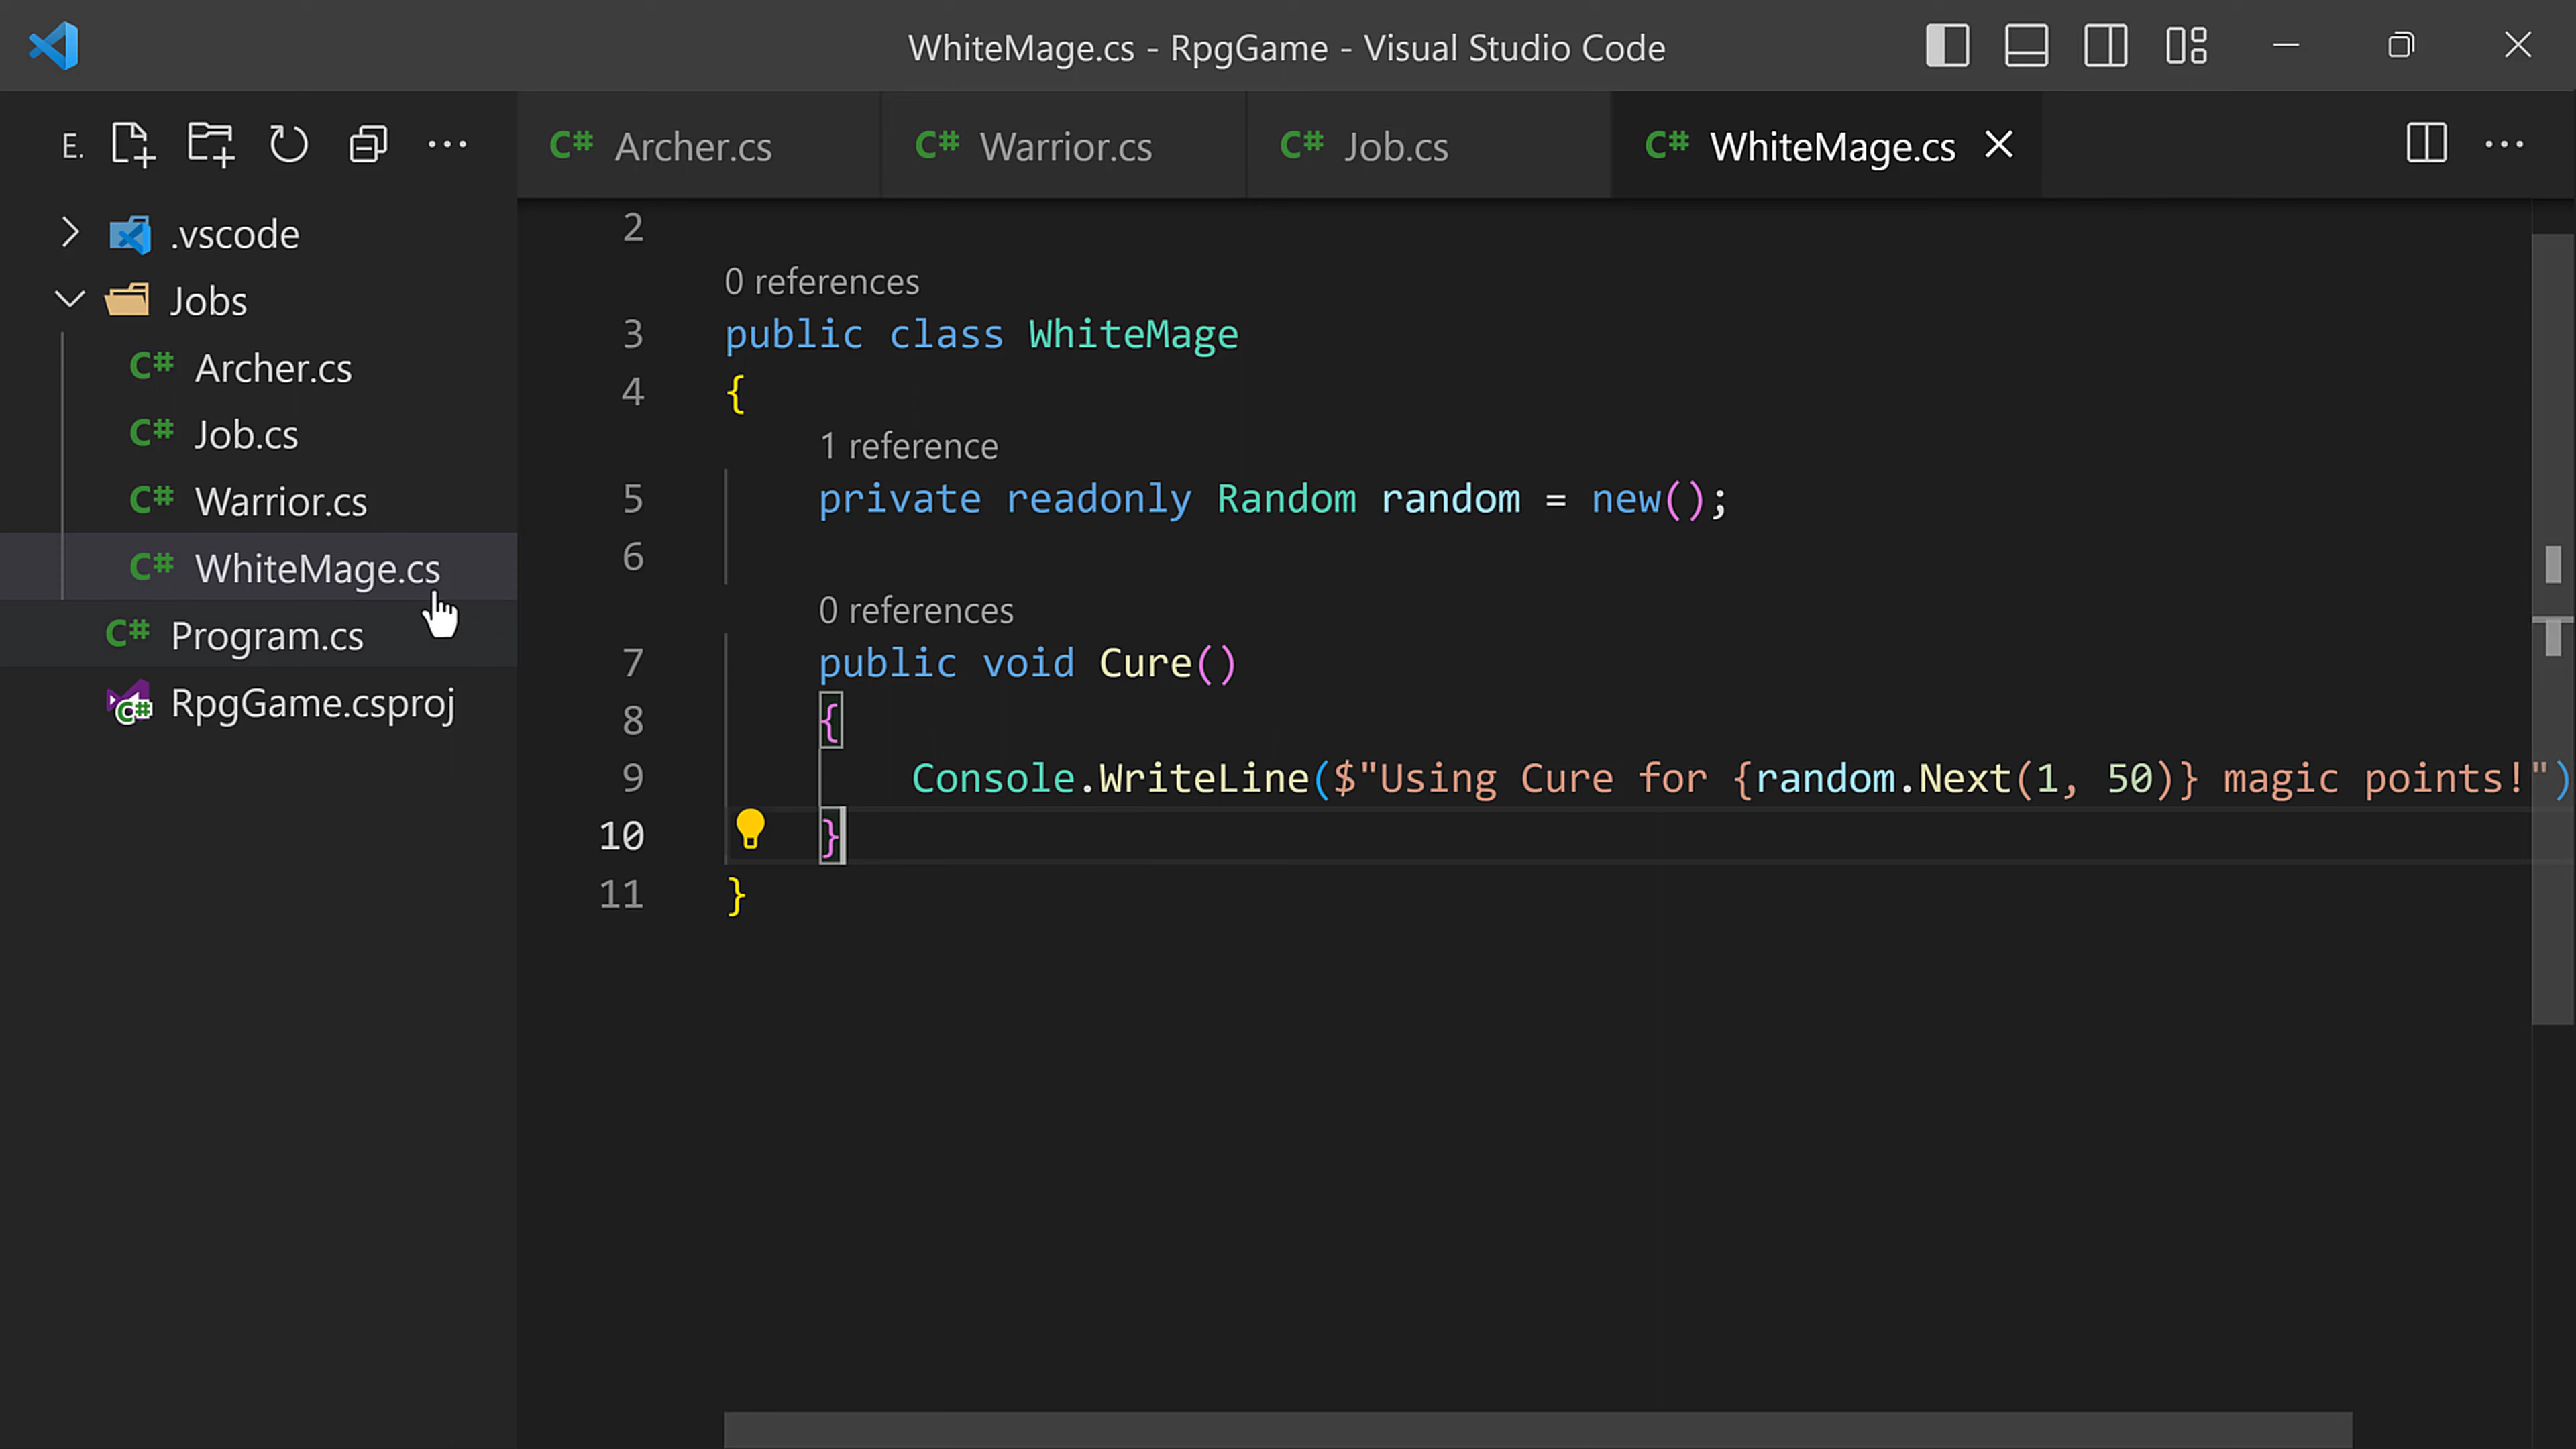 WhiteMage.cs - RpgGame - Visual Studio Code
E.
C# Archer.cs
C# Warrior.cs
C# Job.cs
C# WhiteMage.cs
.vscode
Jobs
C# Archer.cs
C# Job.cs
C# Warrior.cs
C# WhiteMage.cs
C# Program.cs
C# RpgGame.csproj
2
0 references
3 public class WhiteMage
4 {
1 reference
5 private readonly Random random = new();
6
0 references
7 public void Cure()
8 {
9 Console.WriteLine($"Using Cure for {random.Next(1, 50)} magic points!")
10 }
11 }